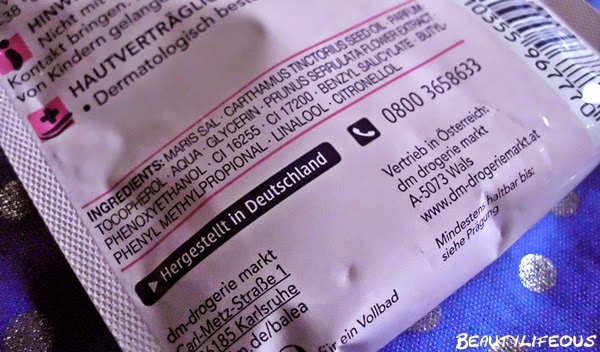 HINW
Nicht mit
Kontakt bringen.
von Kindern gelangen
HAUTVERTRÄGLIC
• Dermatologisch best
INGREDIENTS: MARIS SAL · CARTHAMUS TINCTORIUS SEED OIL · PARFUM
TOCOPHEROL · AQUA · GLYCERIN · PRUNUS SERRULATA FLOWER EXTRACT
PHENOXYETHANOL · CI 16255 · CI 17200 · BENZYL SALICYLATE · BUTYL-
PHENYL METHYLPROPIONAL · LINALOOL · CITRONELLOL
▶ Hergestellt in Deutschland
dm-drogerie markt
Carl-Metz-Straße 1
185 Karlsruhe
de/balea
für ein Vollbad
0800 3658633
Vertrieb in Österreich:
dm drogerie markt
A-5073 Wals
www.dm-drogeriemarkt.at
Mindestens haltbar bis:
siehe Prägung
BEAUTYLIFEOUS